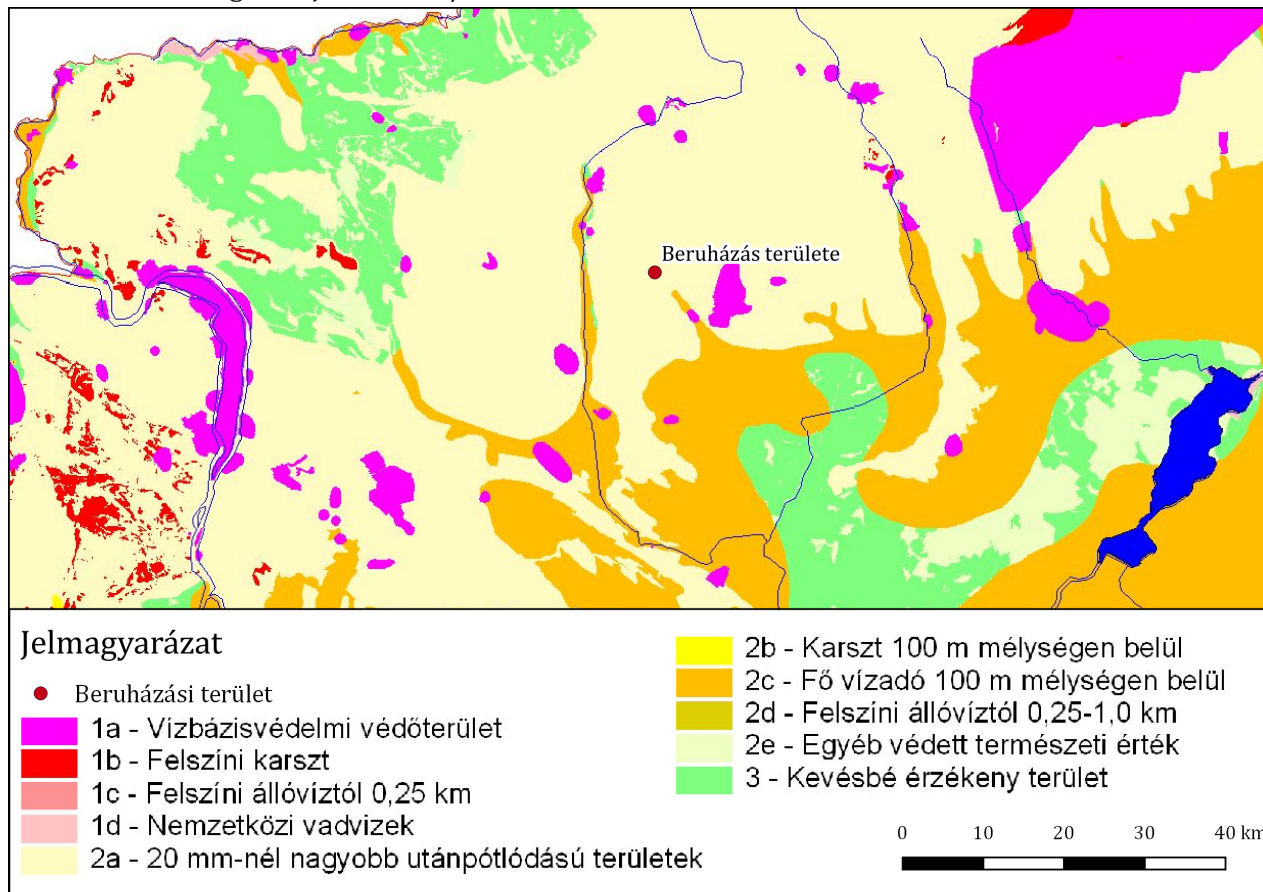 Beruházás területe
Jelmagyarázat
Beruházási terület
1a - Vízbázisvédelmi védőterület
1b - Felszíni karszt
1c - Felszíni állóvíztól 0,25 km
1d - Nemzetközi vadvizek
2a - 20 mm-nél nagyobb utánpótlódású területek
2b - Karszt 100 m mélységen belül
2c - Fő vízadó 100 m mélységen belül
2d - Felszíni állóvíztól 0,25-1,0 km
2e - Egyéb védett természeti érték
3 - Kevésbé érzékeny terület
0 10 20 30 40 km